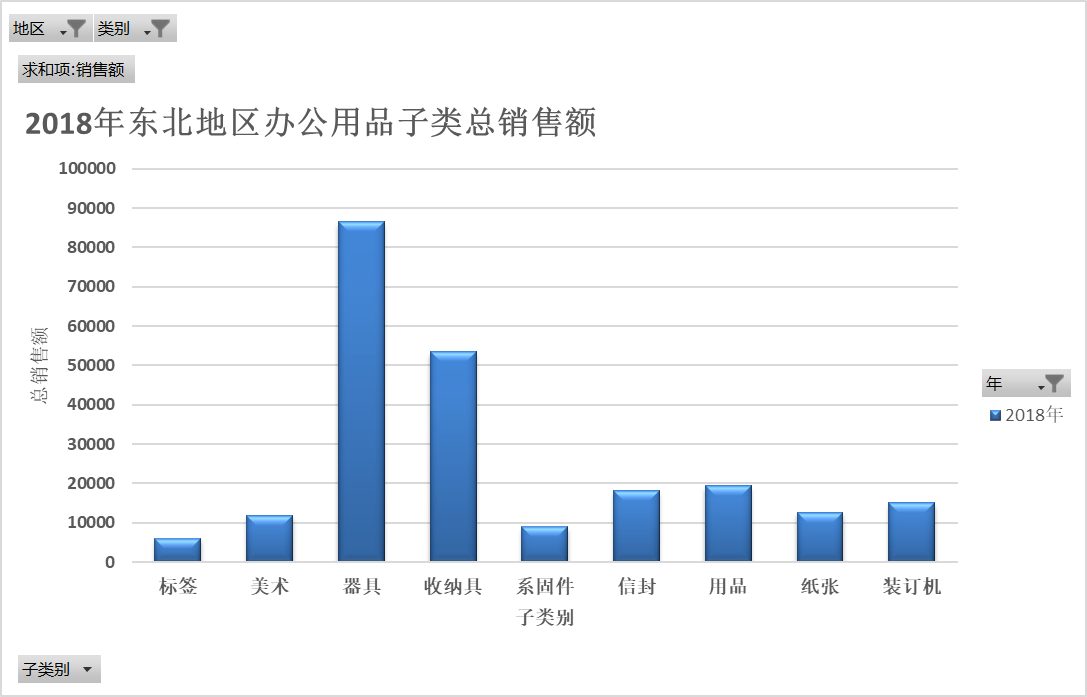 地区 类别
求和项:销售额
2018年东北地区办公用品子类总销售额
100000
90000
80000
70000
60000
50000
40000
30000
20000
10000
0
总销售额
标签 美术 器具 收纳具 系固件 信封 用品 纸张 装订机
子类别
年
2018年
子类别